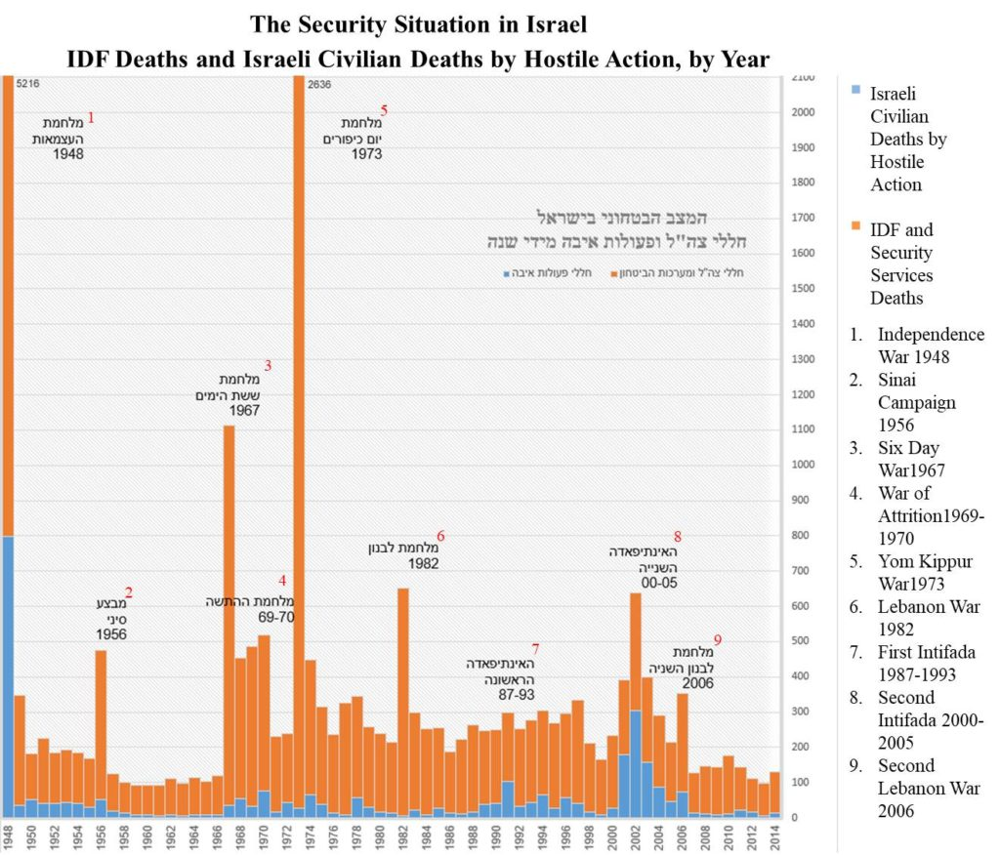 The Security Situation in Israel
IDF Deaths and Israeli Civilian Deaths by Hostile Action, by Year
5216
2636
1
מלחמת
העצמאות
1948
5
מלחמת
יום כיפורים
1973
המצב הבטחוני בישראל
חללי צה"ל ופעולות איבה מידי שנה
חללי פעולות איבה
חללי צה"ל ומערכות הביטחון
3
מלחמת
ששת הימים
1967
6
מלחמת לבנון
1982
8
האינתיפאדה
השנייה
00-05
2
מבצע
סיני
1956
4
מלחמת ההתשה
69-70
7
האינתיפאדה
הראשונה
87-93
9
מלחמת
לבנון השניה
2006
2100
2000
1900
1800
1700
1600
1500
1400
1300
1200
1100
1000
900
800
700
600
500
400
300
200
100
0
1948
1950
1952
1954
1956
1958
1960
1962
1964
1966
1968
1970
1972
1974
1976
1978
1980
1982
1984
1986
1988
1990
1992
1994
1996
1998
2000
2002
2004
2006
2008
2010
2012
2014
Israeli
Civilian
Deaths by
Hostile
Action
IDF and
Security
Services
Deaths
1. Independence
War 1948
2. Sinai
Campaign
1956
3. Six Day
War1967
4. War of
Attrition1969-
1970
5. Yom Kippur
War1973
6. Lebanon War
1982
7. First Intifada
1987-1993
8. Second
Intifada 2000-
2005
9. Second
Lebanon War
2006